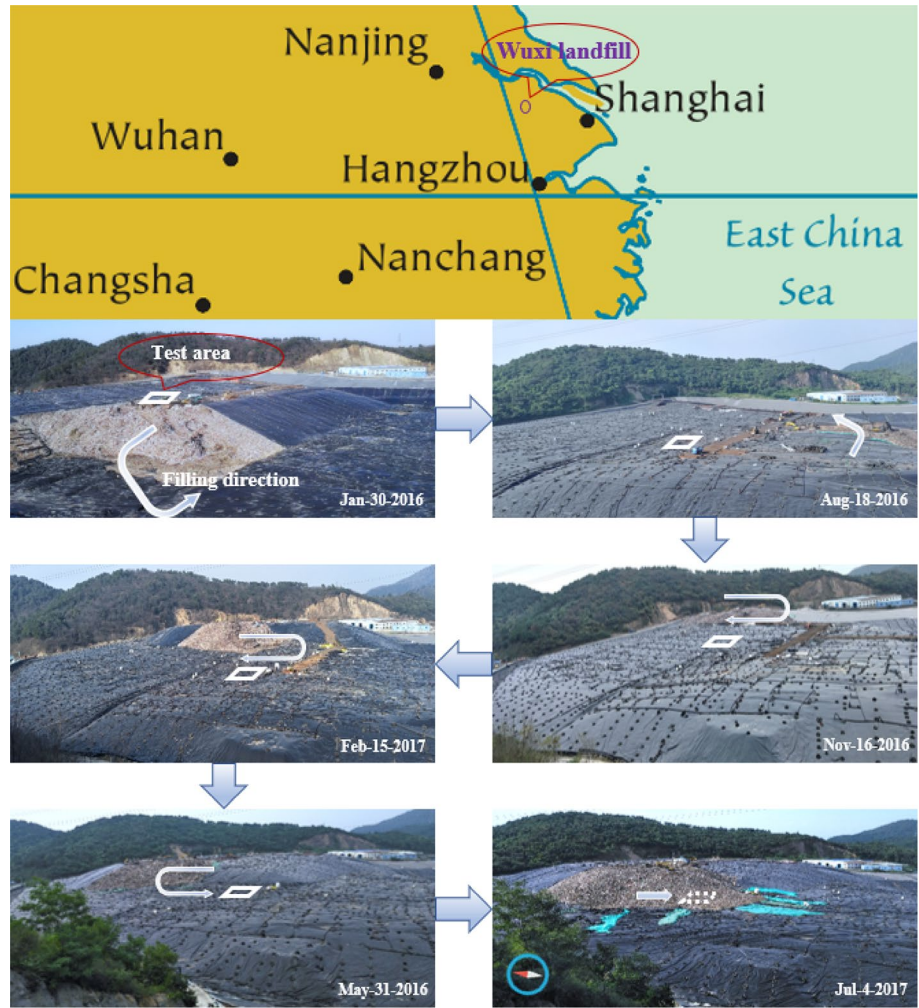 Nanjing
Wuxi landfill
Shanghai
Wuhan
Hangzhou
East China
Sea
Nanchang
Changsha
Test area
Filling direction
Jan-30-2016
Aug-18-2016
Feb-15-2017
Nov-16-2016
May-31-2016
Jul-4-2017